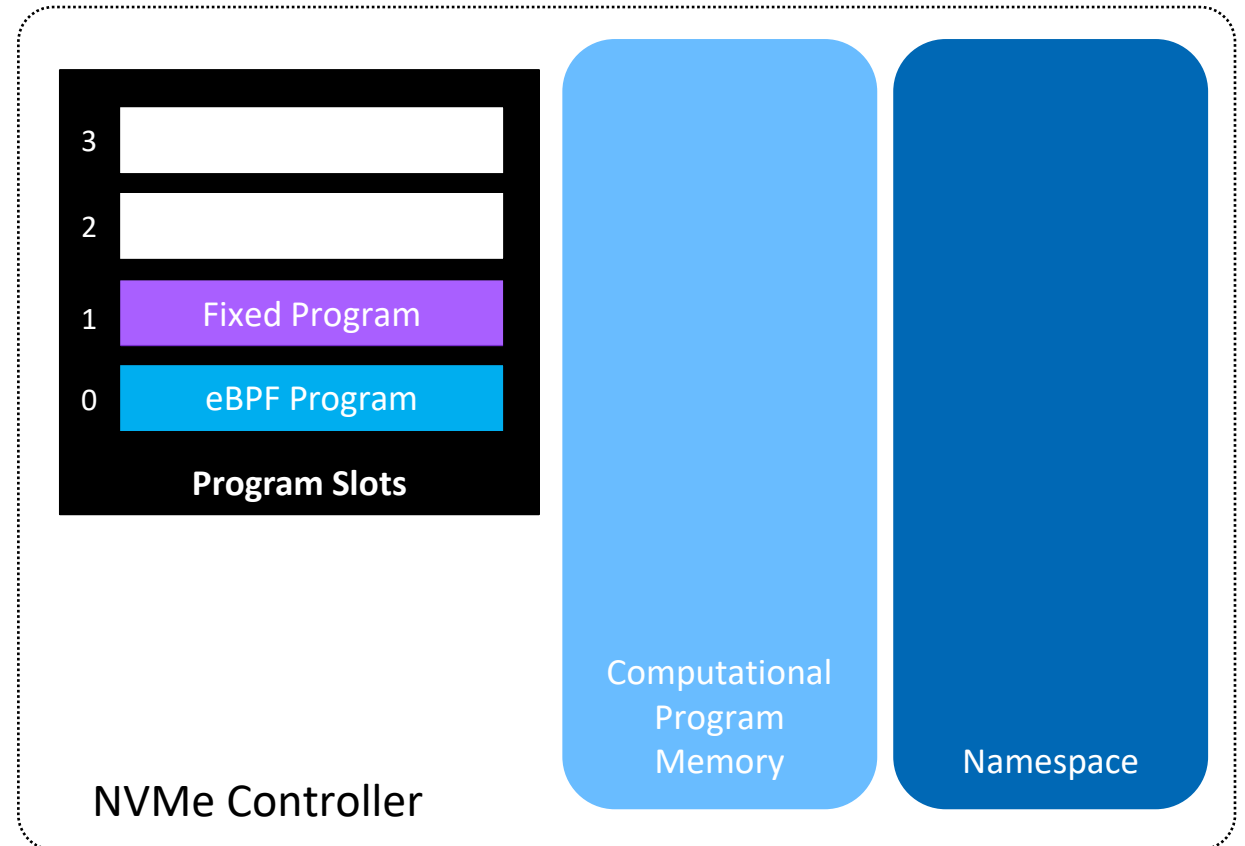 3
2
1 Fixed Program
0 eBPF Program
Program Slots
Computational
Program
Memory
Namespace
NVMe Controller